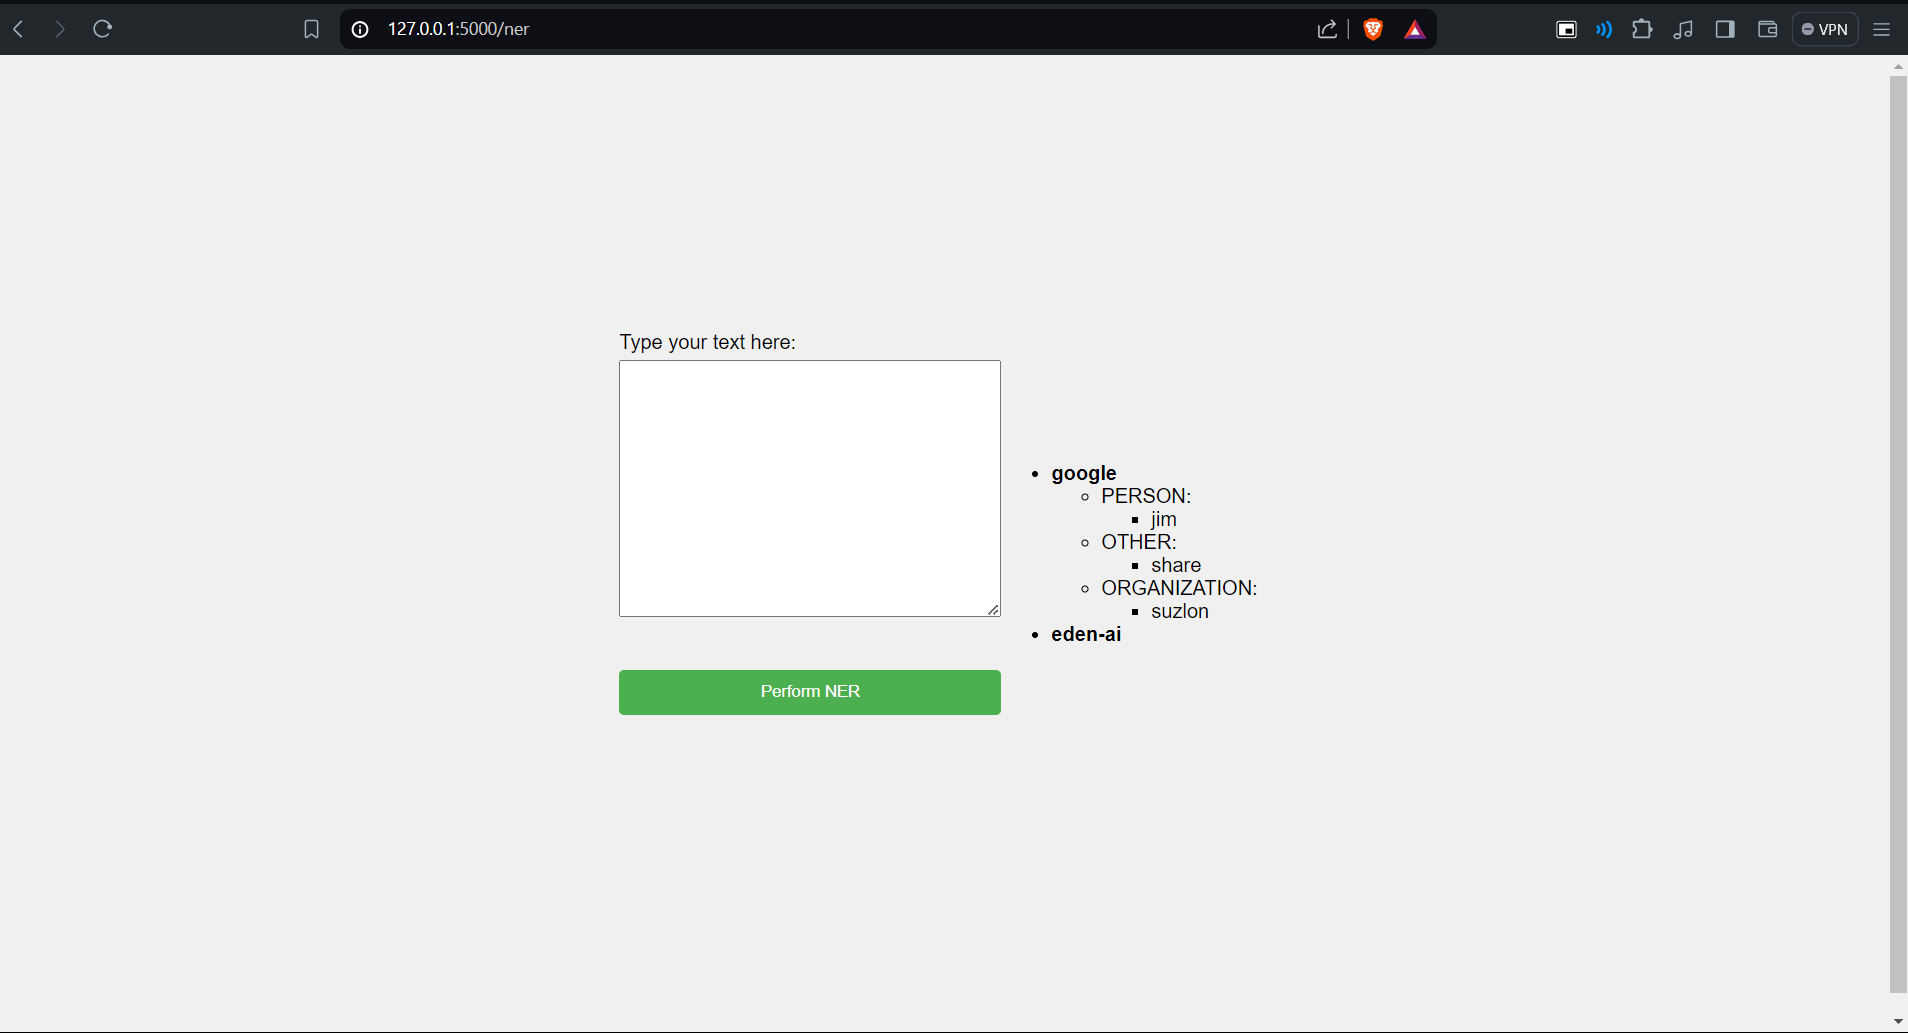 127.0.0.1:5000/ner
VPN
Type your text here:
google
PERSON:
jim
OTHER:
share
ORGANIZATION:
suzlon
eden-ai
Perform NER